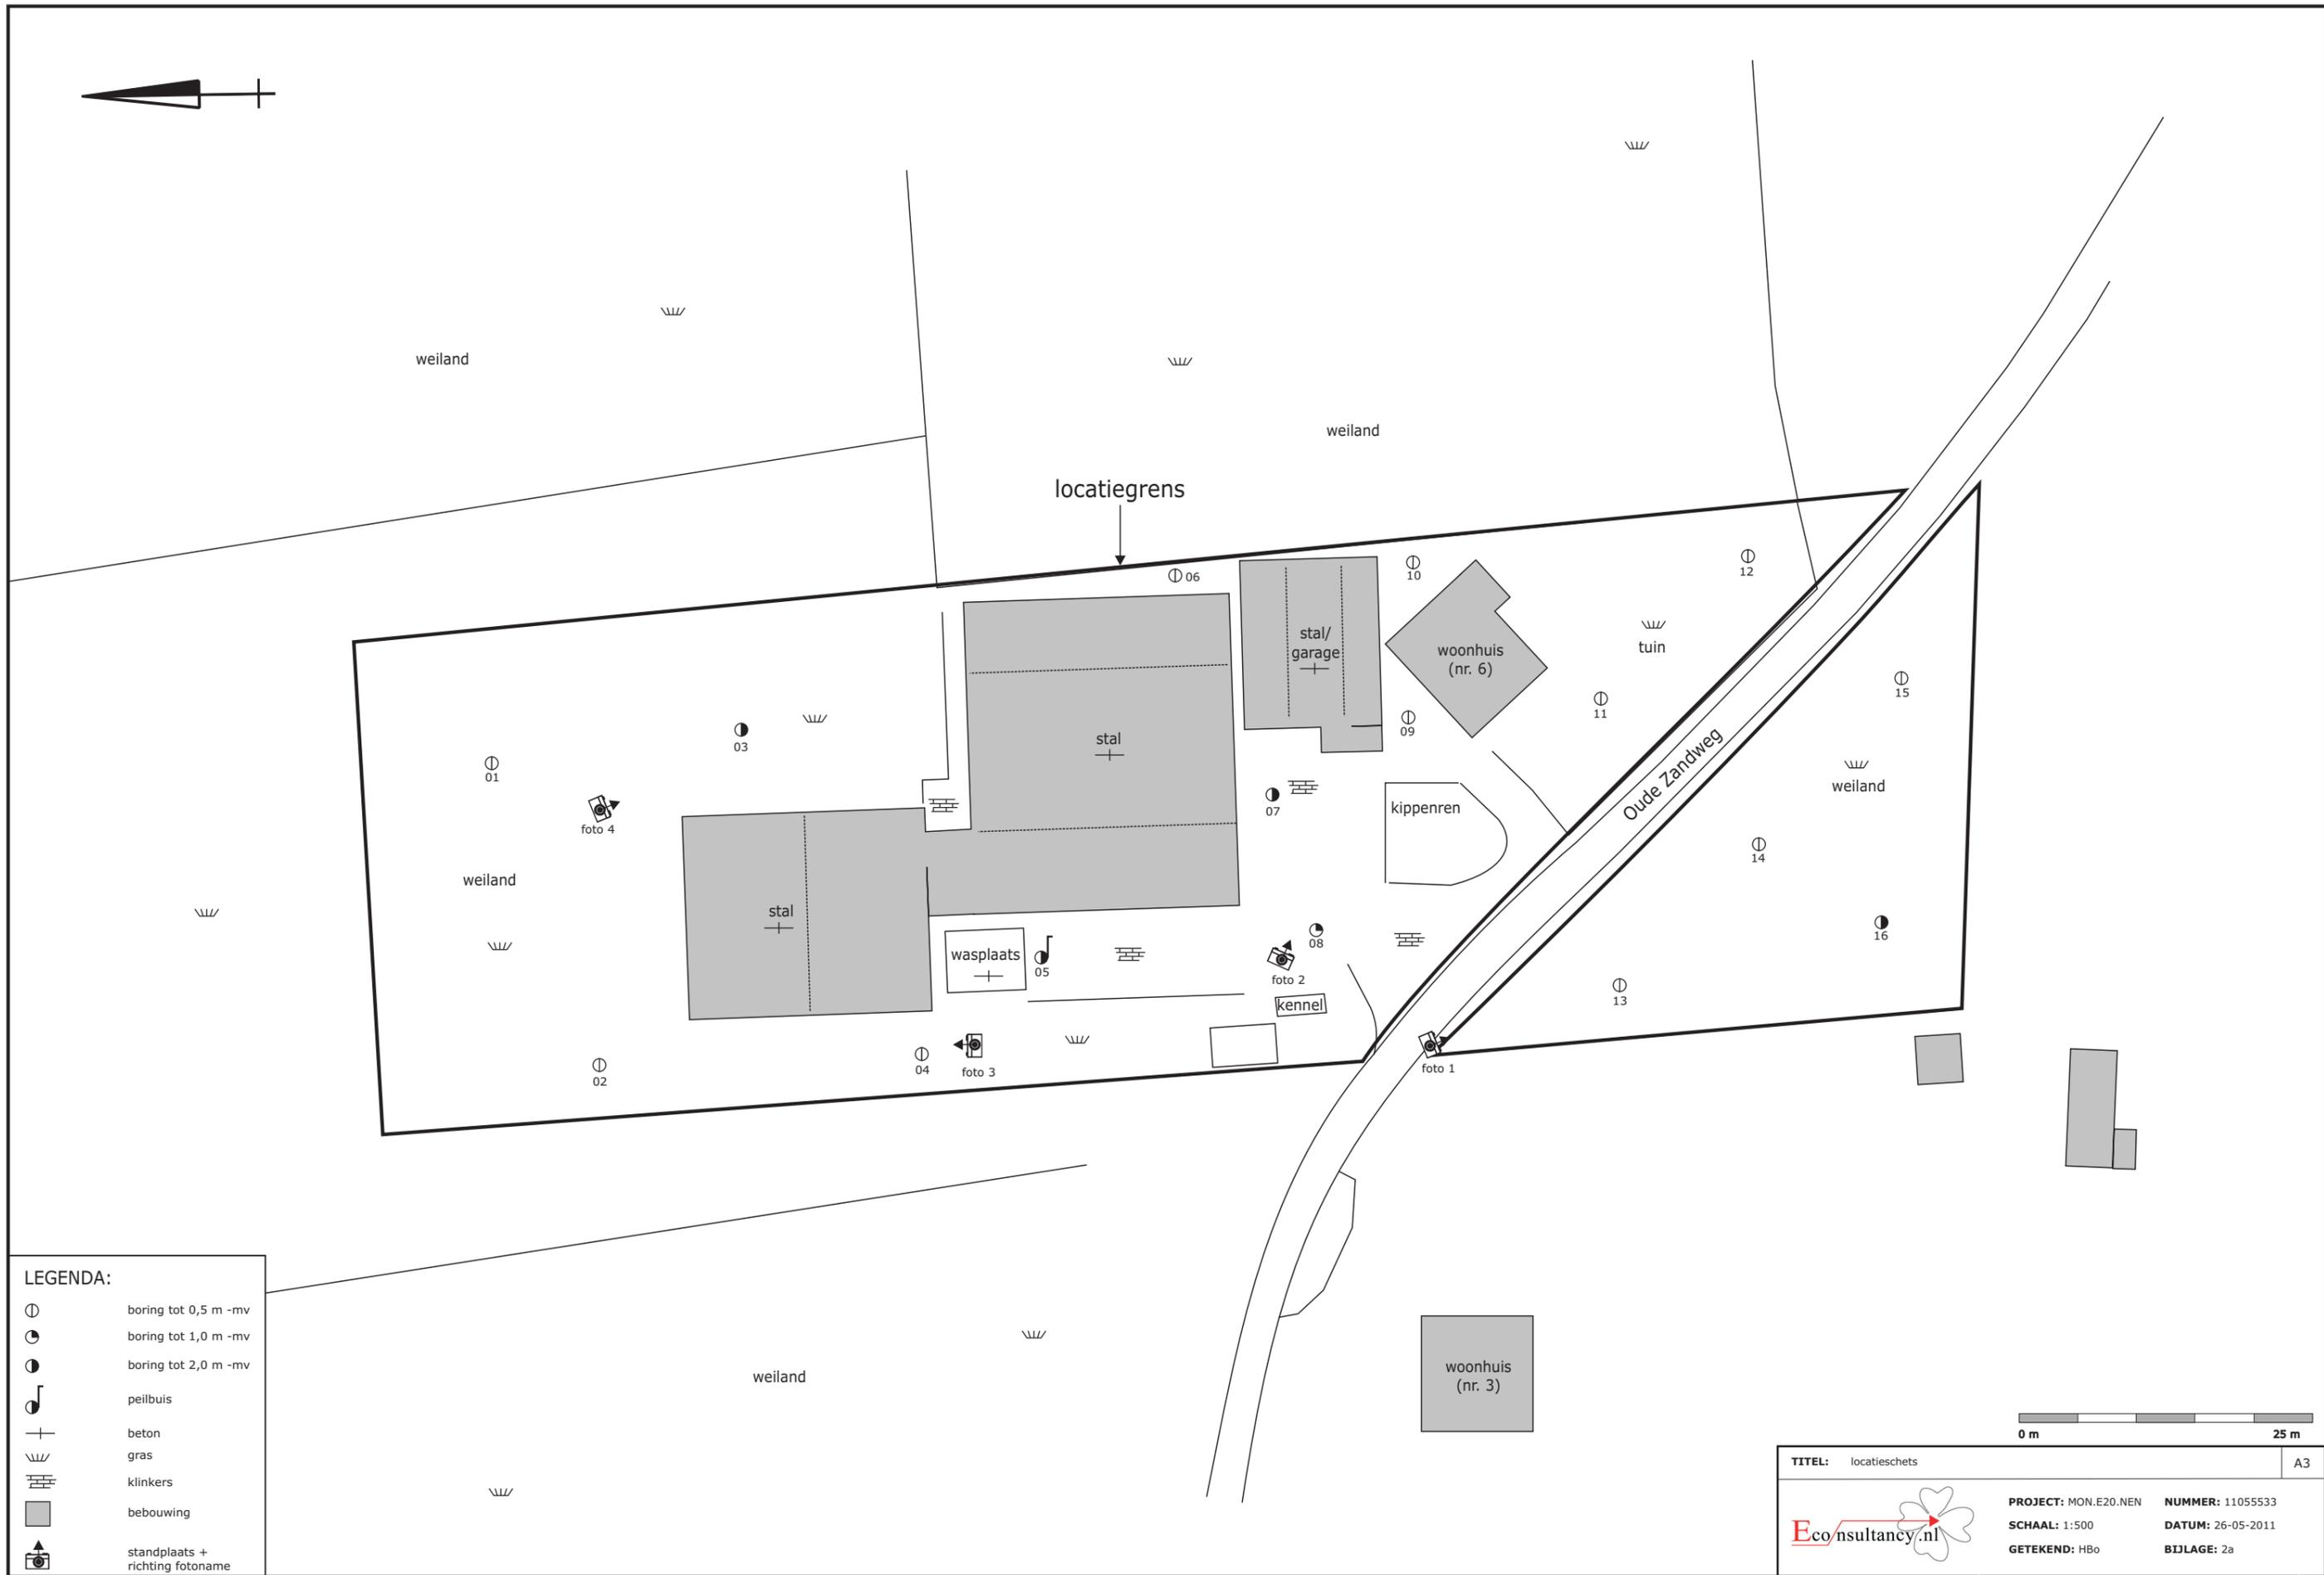 weiland
weiland
locatiegrens
06
10
12
stal/
garage
woonhuis
(nr. 6)
tuin
15
11
09
stal
03
01
foto 4
07
kippenren
Oude Zandweg
weiland
14
weiland
stal
wasplaats
05
08
foto 2
kennel
16
13
02
04
foto 3
foto 1
weiland
woonhuis
(nr. 3)
LEGENDA:
boring tot 0,5 m -mv
boring tot 1,0 m -mv
boring tot 2,0 m -mv
peilbuis
beton
gras
klinkers
bebouwing
standplaats +
richting fotoname
0 m 25 m
TITEL: locatieschets A3
Econsultancy.nl
PROJECT: MON.E20.NEN NUMMER: 11055533
SCHAAL: 1:500 DATUM: 26-05-2011
GETEKEND: HBo BIJLAGE: 2a